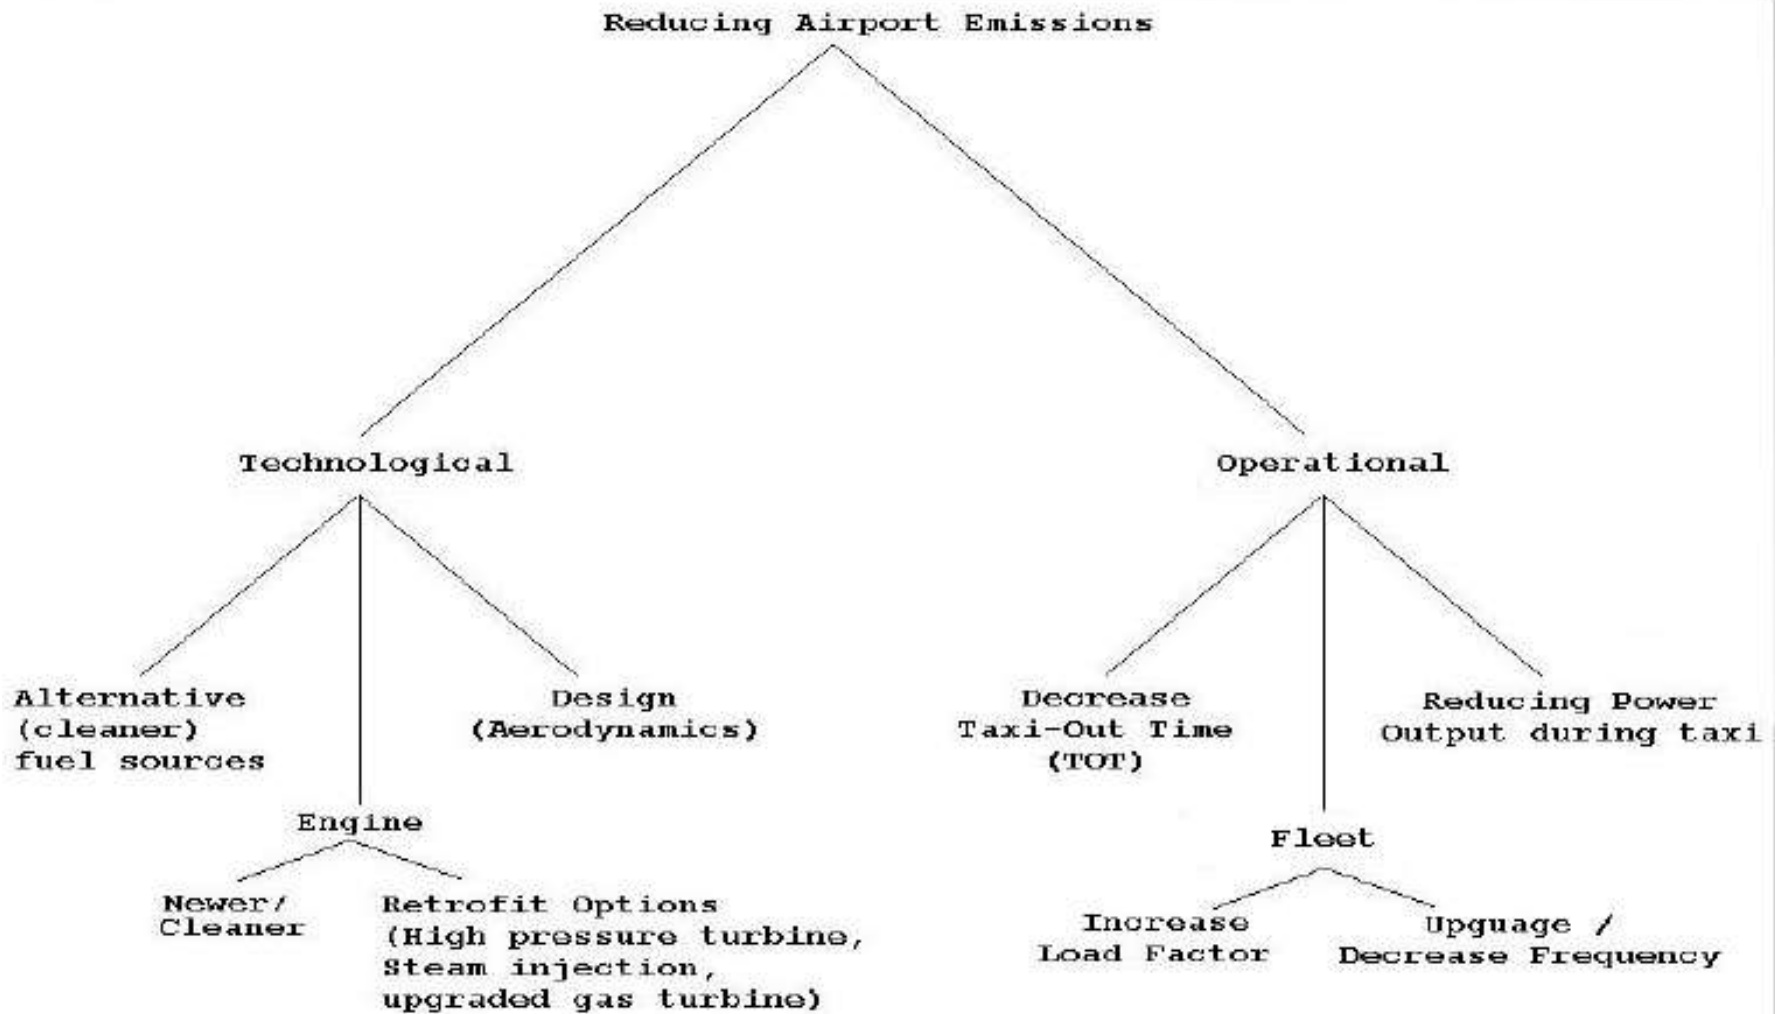 Reducing Airport Emissions
Technological
Operational
Alternative
(cleaner)
fuel sources
Design
(Aerodynamics)
Decrease
Taxi-Out Time
(TOT)
Reducing Power
Output during taxi
Engine
Fleet
Newer/
Cleaner
Retrofit Options
(High pressure turbine,
Steam injection,
upgraded gas turbine)
Increase
Load Factor
Upguage /
Decrease Frequency